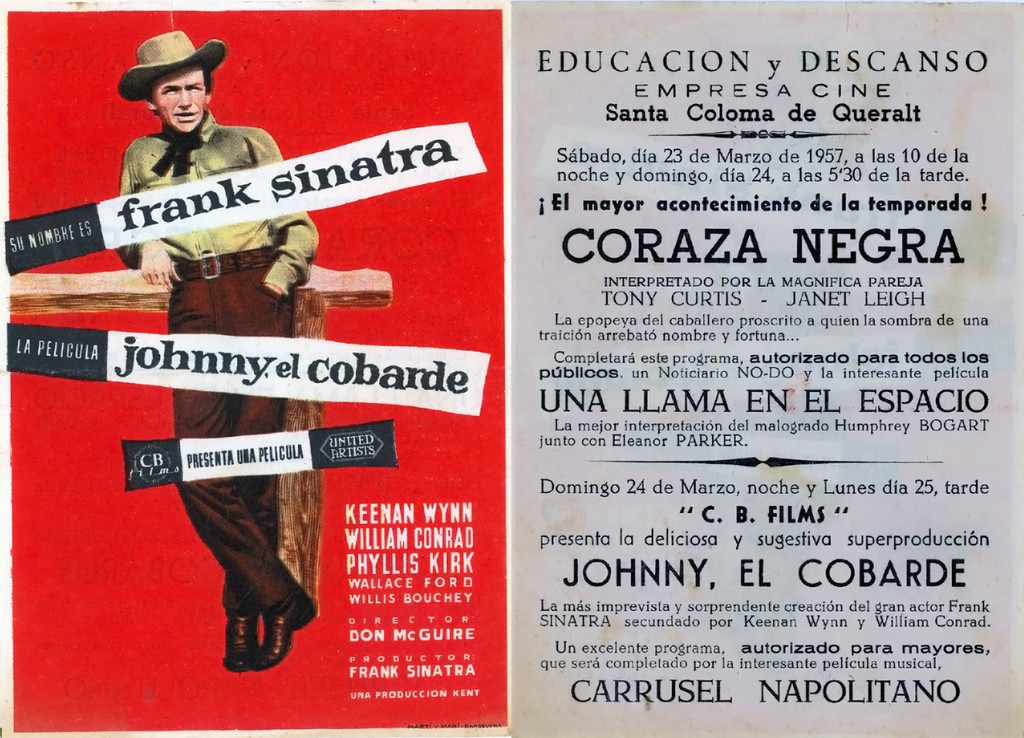 SU NOMBRE ES
frank sinatra
LA PELICULA
johnny, el cobarde
CB
films
PRESENTA UNA PELICULA
UNITED
ARTISTS
KEENAN WYNN
WILLIAM CONRAD
PHYLLIS KIRK
WALLACE FORD
WILLIS BOUCHEY
DIRECTOR:
DON McGUIRE
PRODUCTOR:
FRANK SINATRA
UNA PRODUCCION KENT
MARTÍ y MARÍ BARCELONA
EDUCACION y DESCANSO
EMPRESA CINE
Santa Coloma de Queralt
Sábado, día 23 de Marzo de 1957, a las 10 de la
noche y domingo, día 24, a las 5'30 de la tarde.
¡ El mayor acontecimiento de la temporada !
CORAZA NEGRA
INTERPRETADO POR LA MAGNIFICA PAREJA
TONY CURTIS - JANET LEIGH
La epopeya del caballero proscrito a quien la sombra de una
traición arrebató nombre y fortuna...
Completará este programa, autorizado para todos los
públicos, un Noticiario NO-DO y la interesante película
UNA LLAMA EN EL ESPACIO
La mejor interpretación del malogrado Humphrey BOGART
junto con Eleanor PARKER.
Domingo 24 de Marzo, noche y Lunes día 25, tarde
" C. B. FILMS "
presenta la deliciosa y sugestiva superproducción
JOHNNY, EL COBARDE
La más imprevista y sorprendente creación del gran actor Frank
SINATRA secundado por Keenan Wynn y William Conrad.
Un excelente programa, autorizado para mayores,
que será completado por la interesante película musical,
CARRUSEL NAPOLITANO